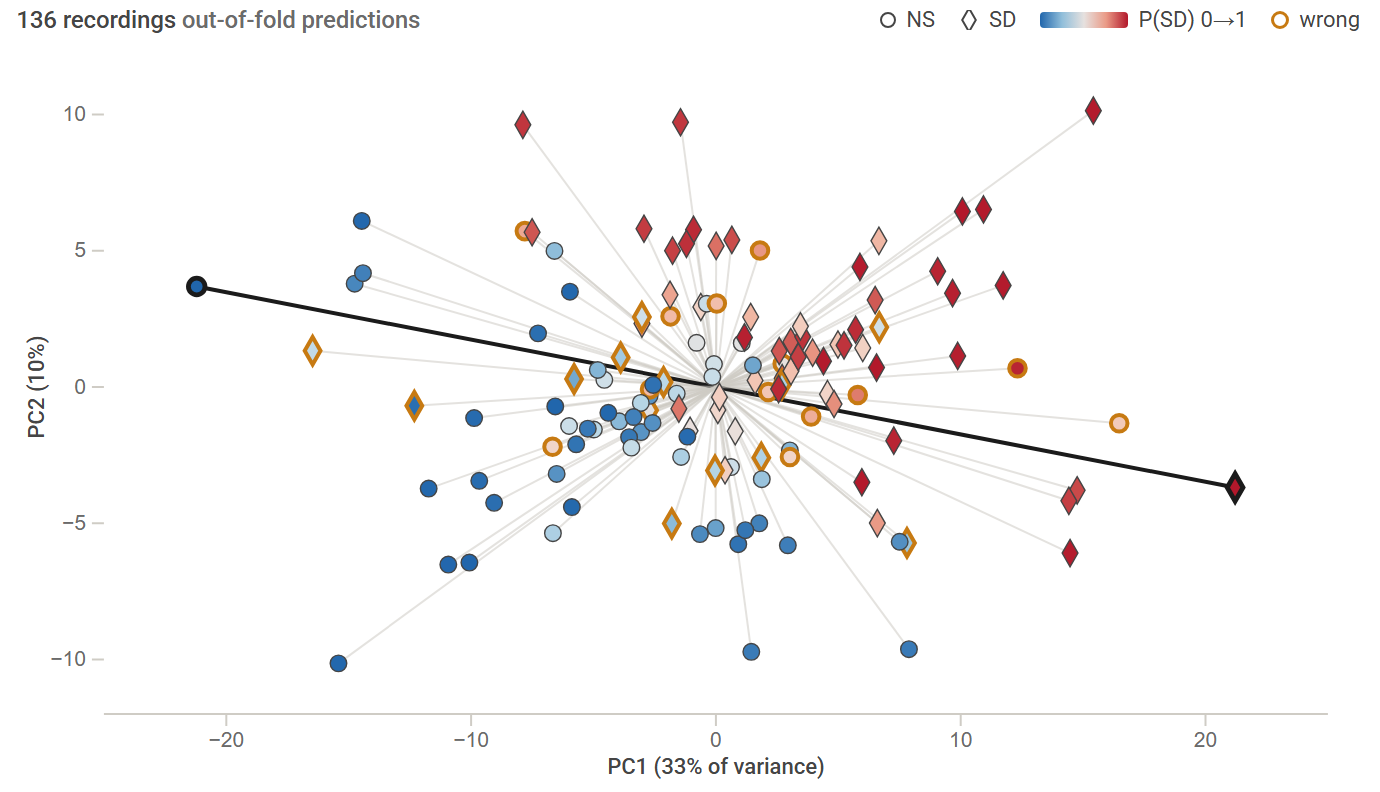 136 recordings out-of-fold predictions
NS SD P(SD) 0→1 wrong
10
5
0
−5
−10
PC2 (10%)
−20 −10 0 10 20
PC1 (33% of variance)